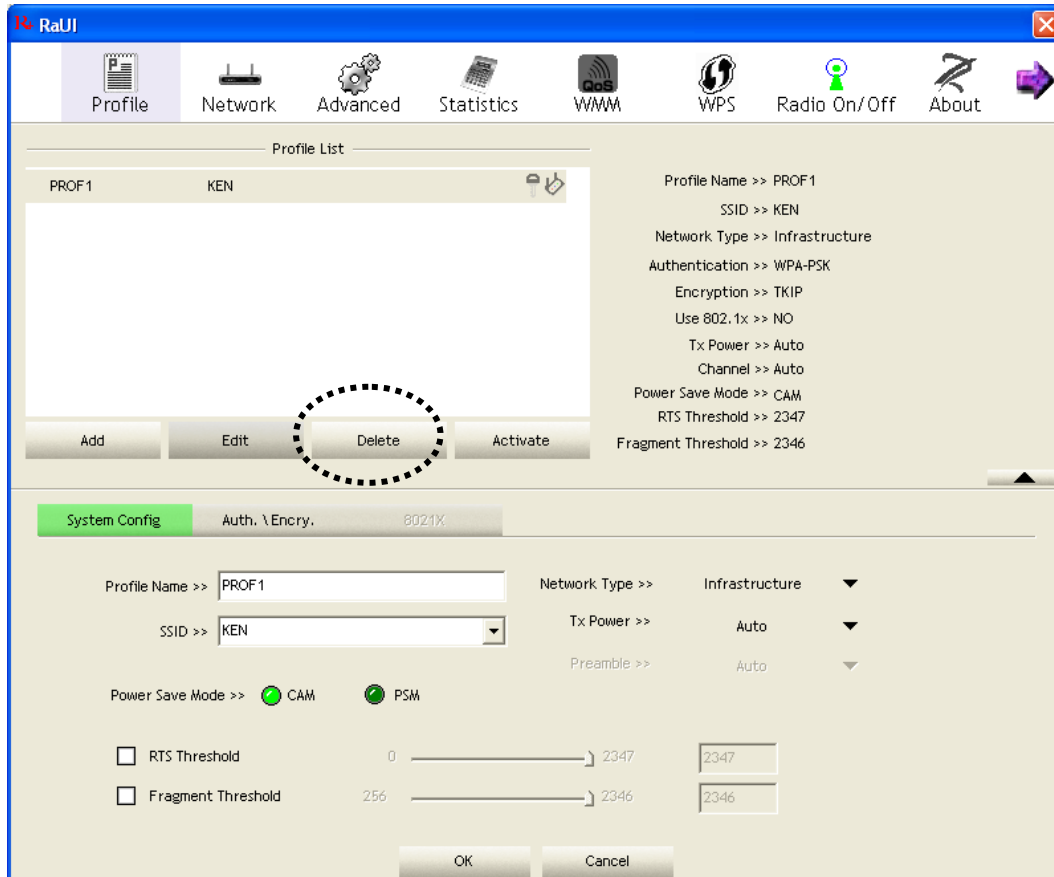 RaUI
Profile Network Advanced Statistics QoS WMM WPS Radio On/Off About
Profile List
PROF1 KEN
Add Edit Delete Activate
Profile Name >> PROF1
SSID >> KEN
Network Type >> Infrastructure
Authentication >> WPA-PSK
Encryption >> TKIP
Use 802.1x >> NO
Tx Power >> Auto
Channel >> Auto
Power Save Mode >> CAM
RTS Threshold >> 2347
Fragment Threshold >> 2346
System Config Auth. \ Encry. 8021X
Profile Name >> PROF1 Network Type >> Infrastructure
SSID >> KEN Tx Power >> Auto
Preamble >> Auto
Power Save Mode >> CAM PSM
RTS Threshold 0 2347 2347
Fragment Threshold 256 2346 2346
OK Cancel